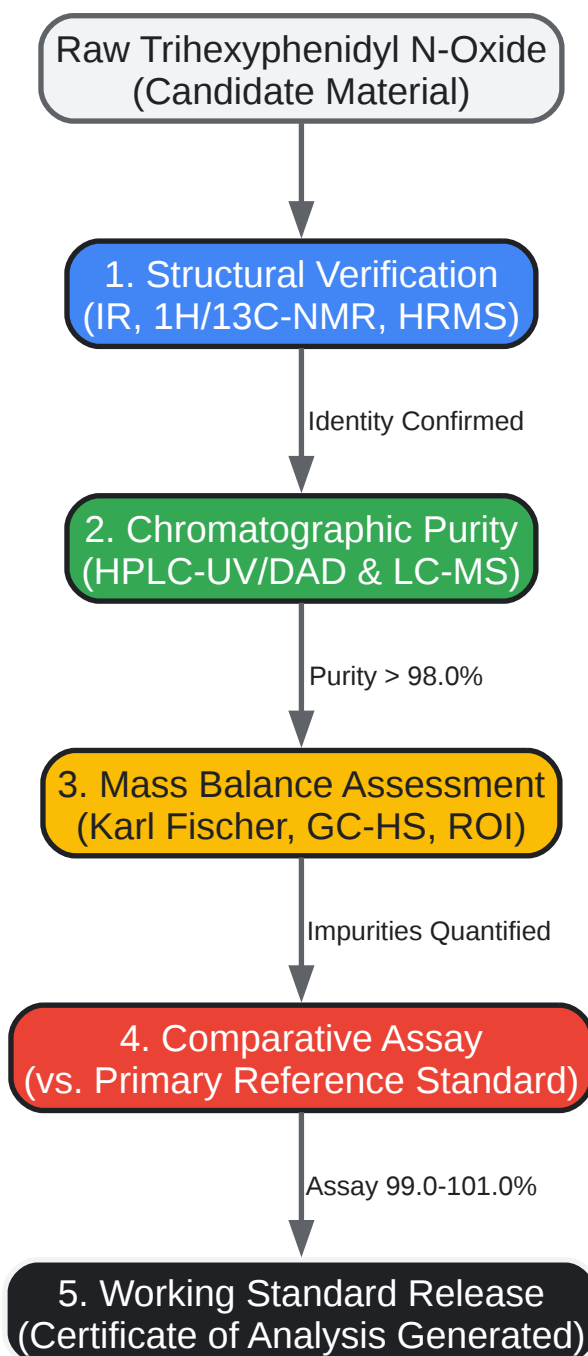 Raw Trihexyphenidyl N-Oxide
(Candidate Material)
1. Structural Verification
(IR, 1H/13C-NMR, HRMS)
Identity Confirmed
2. Chromatographic Purity
(HPLC-UV/DAD & LC-MS)
Purity > 98.0%
3. Mass Balance Assessment
(Karl Fischer, GC-HS, ROI)
Impurities Quantified
4. Comparative Assay
(vs. Primary Reference Standard)
Assay 99.0-101.0%
5. Working Standard Release
(Certificate of Analysis Generated)